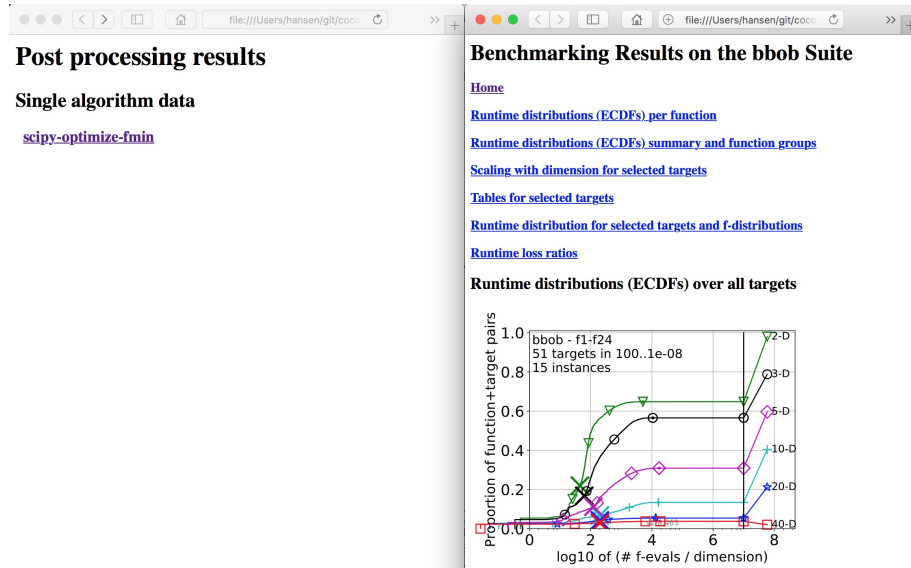 file:///Users/hansen/git/coco
Post processing results
Single algorithm data
scipy-optimize-fmin
file:///Users/hansen/git/coco
Benchmarking Results on the bbob Suite
Home
Runtime distributions (ECDFs) per function
Runtime distributions (ECDFs) summary and function groups
Scaling with dimension for selected targets
Tables for selected targets
Runtime distribution for selected targets and f-distributions
Runtime loss ratios
Runtime distributions (ECDFs) over all targets
bbob - f1-f24
51 targets in 100..1e-08
15 instances
Proportion of function+target pairs
1.0
0.8
0.6
0.4
0.2
0.0
2-D
3-D
5-D
10-D
20-D
40-D
0 2 4 6 8
log10 of (# f-evals / dimension)